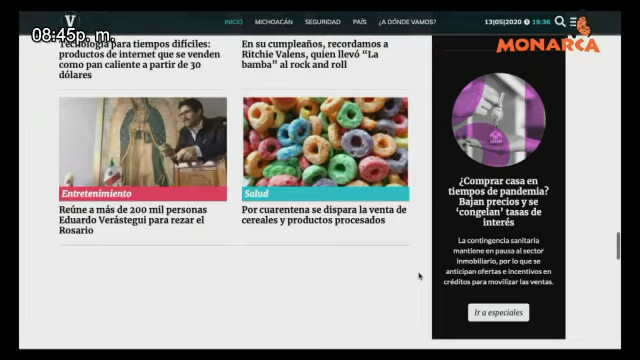 08:45p. m.
V
INICIO MICHOACÁN SEGURIDAD PAÍS ¿A DÓNDE VAMOS?
13|05|2020 19:36
MONARCA
Tecnología para tiempos difíciles:
productos de internet que se venden
como pan caliente a partir de 30
dólares
En su cumpleaños, recordamos a
Ritchie Valens, quien llevó “La
bamba” al rock and roll
Entretenimiento
Reúne a más de 200 mil personas
Eduardo Verástegui para rezar el
Rosario
Salud
Por cuarentena se dispara la venta de
cereales y productos procesados
¿Comprar casa en
tiempos de pandemia?
Bajan precios y se
‘congelan’ tasas de
interés
La contingencia sanitaria
mantiene en pausa al sector
inmobiliario, por lo que se
anticipan ofertas e incentivos en
créditos para movilizar las ventas.
Ir a especiales